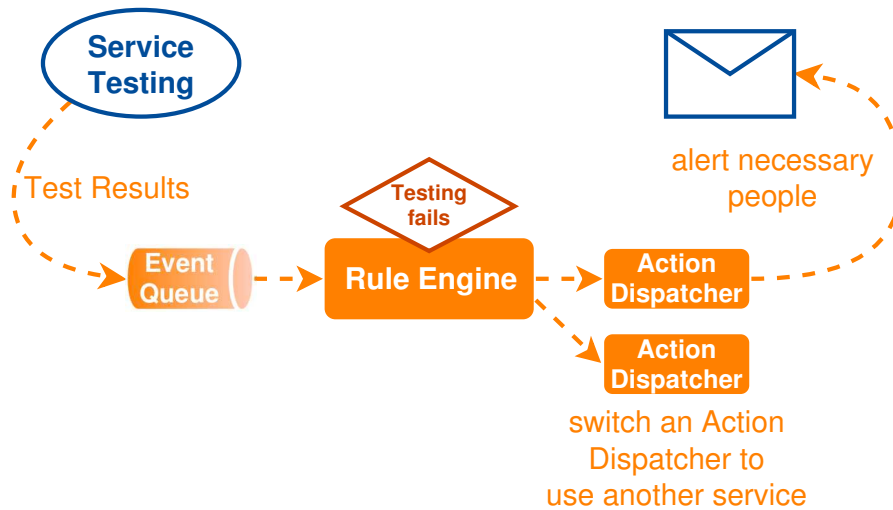 Service
Testing
Test Results
Event
Queue
Testing
fails
Rule Engine
Action
Dispatcher
alert necessary
people
Action
Dispatcher
switch an Action
Dispatcher to
use another service